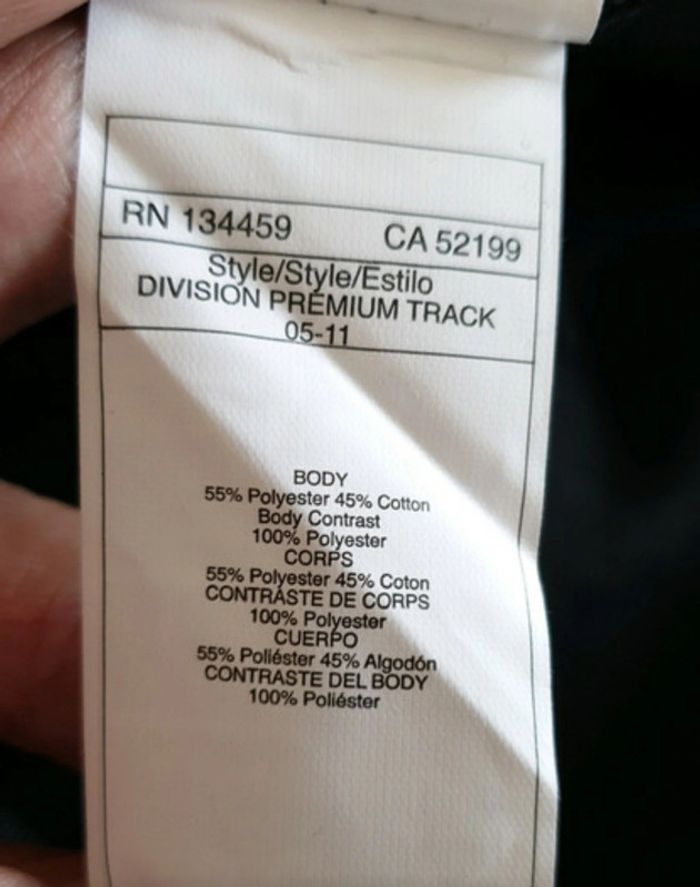 RN 134459 CA 52199
Style/Style/Estilo
DIVISION PREMIUM TRACK
05-11
BODY
55% Polyester 45% Cotton
Body Contrast
100% Polyester
CORPS
55% Polyester 45% Coton
CONTRASTE DE CORPS
100% Polyester
CUERPO
55% Poliéster 45% Algodón
CONTRASTE DEL BODY
100% Poliéster